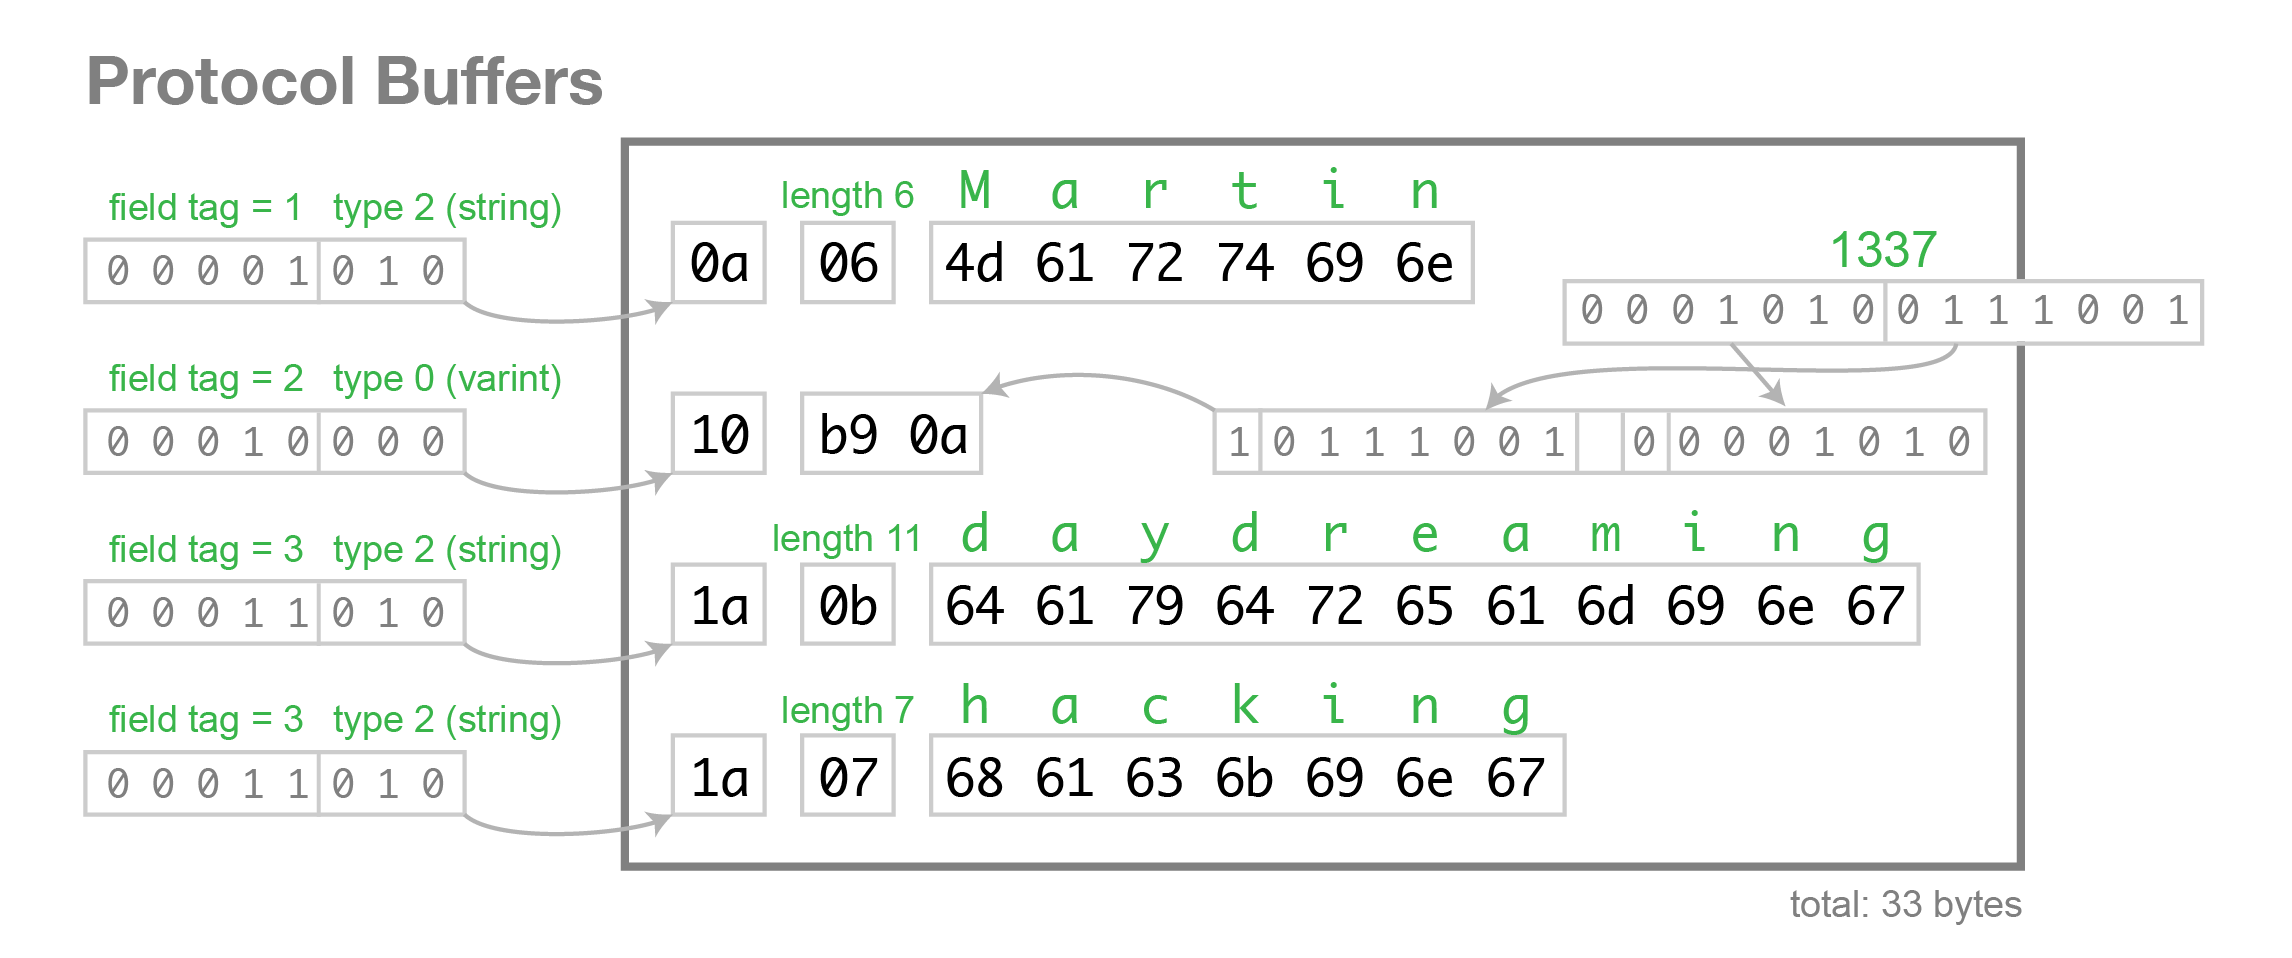 Protocol Buffers
field tag = 1 type 2 (string)
0 0 0 0 1 0 1 0
length 6 M a r t i n
0a 06 4d 61 72 74 69 6e
1337
0 0 0 1 0 1 0 0 1 1 1 0 0 1
field tag = 2 type 0 (varint)
0 0 0 1 0 0 0 0
10 b9 0a
1 0 1 1 1 0 0 1 0 0 0 0 1 0 1 0
field tag = 3 type 2 (string)
0 0 0 1 1 0 1 0
length 11 d a y d r e a m i n g
1a 0b 64 61 79 64 72 65 61 6d 69 6e 67
field tag = 3 type 2 (string)
0 0 0 1 1 0 1 0
length 7 h a c k i n g
1a 07 68 61 63 6b 69 6e 67
total: 33 bytes